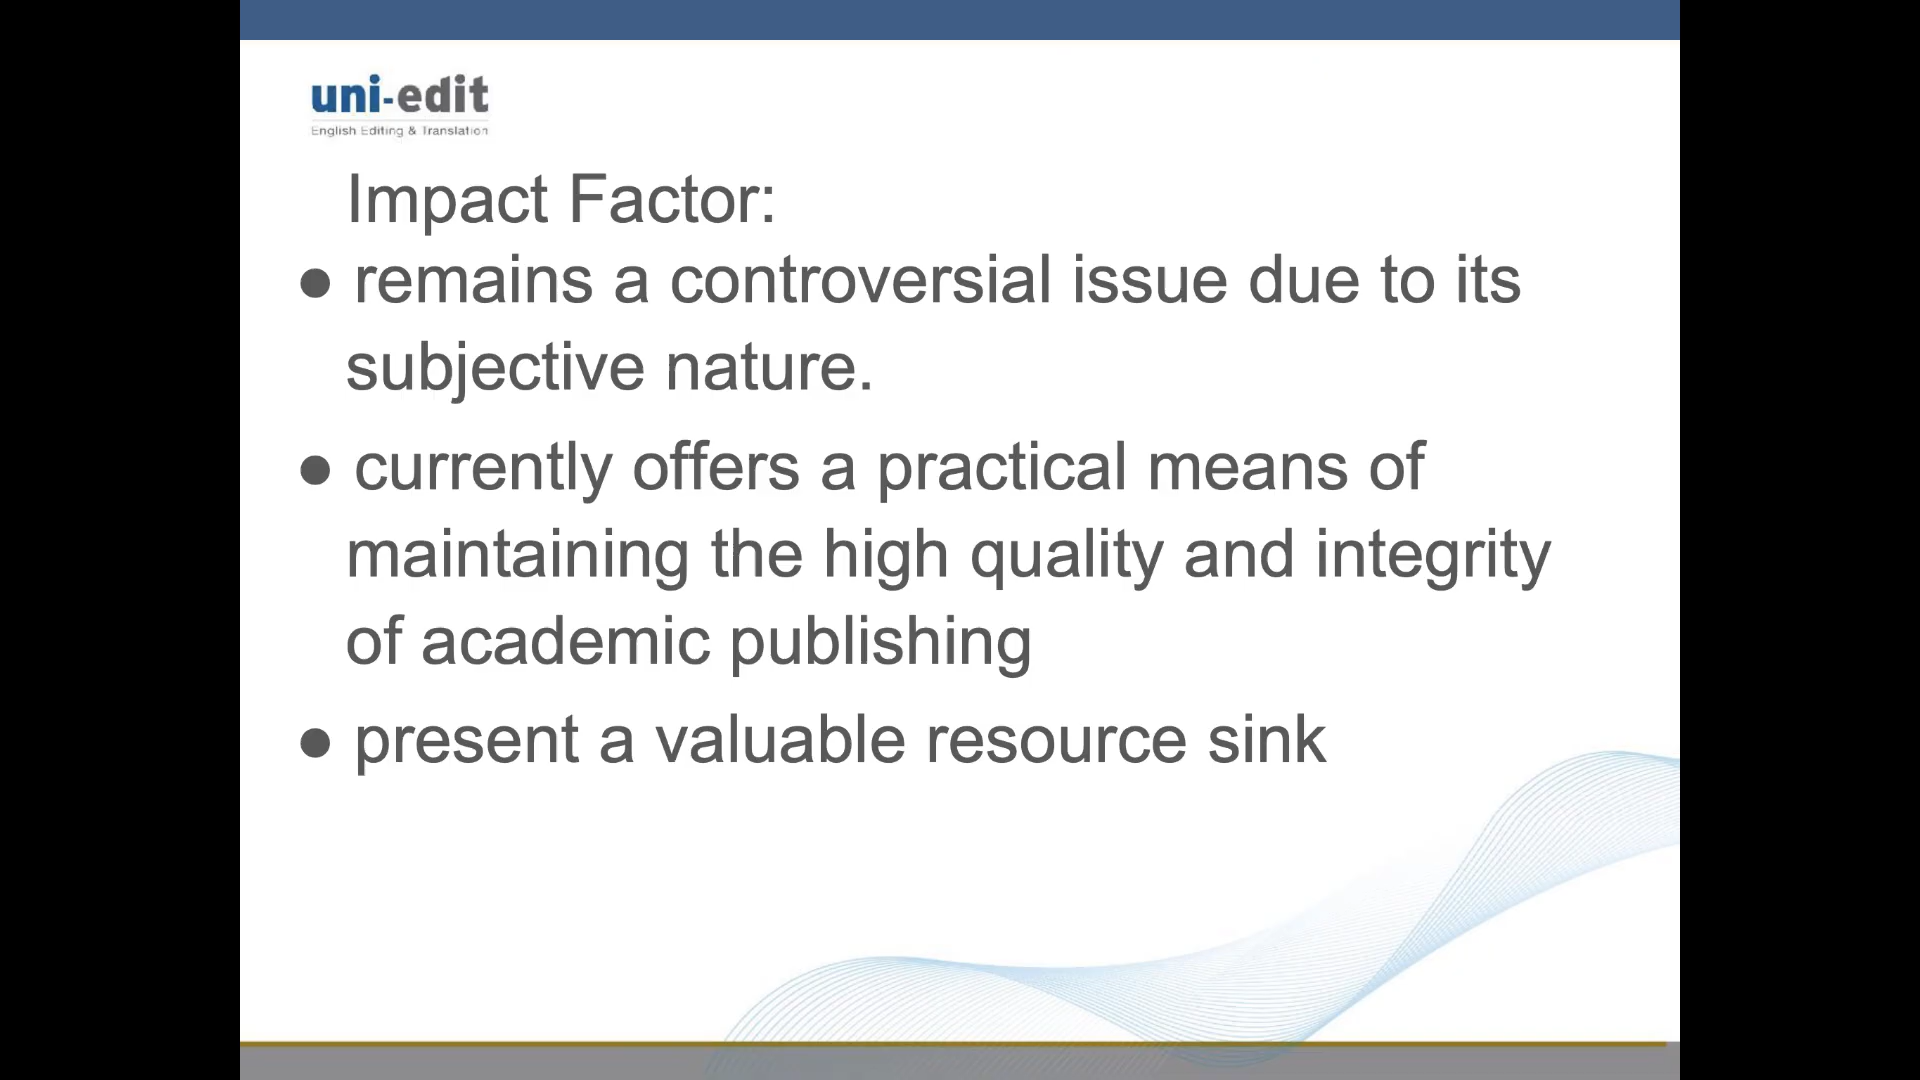 uni-edit
English Editing & Translation
Impact Factor:
● remains a controversial issue due to its
subjective nature.
● currently offers a practical means of
maintaining the high quality and integrity
of academic publishing
● present a valuable resource sink